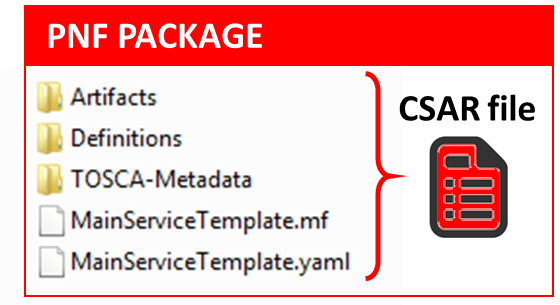 PNF PACKAGE
Artifacts
Definitions
TOSCA-Metadata
MainServiceTemplate.mf
MainServiceTemplate.yaml
CSAR file